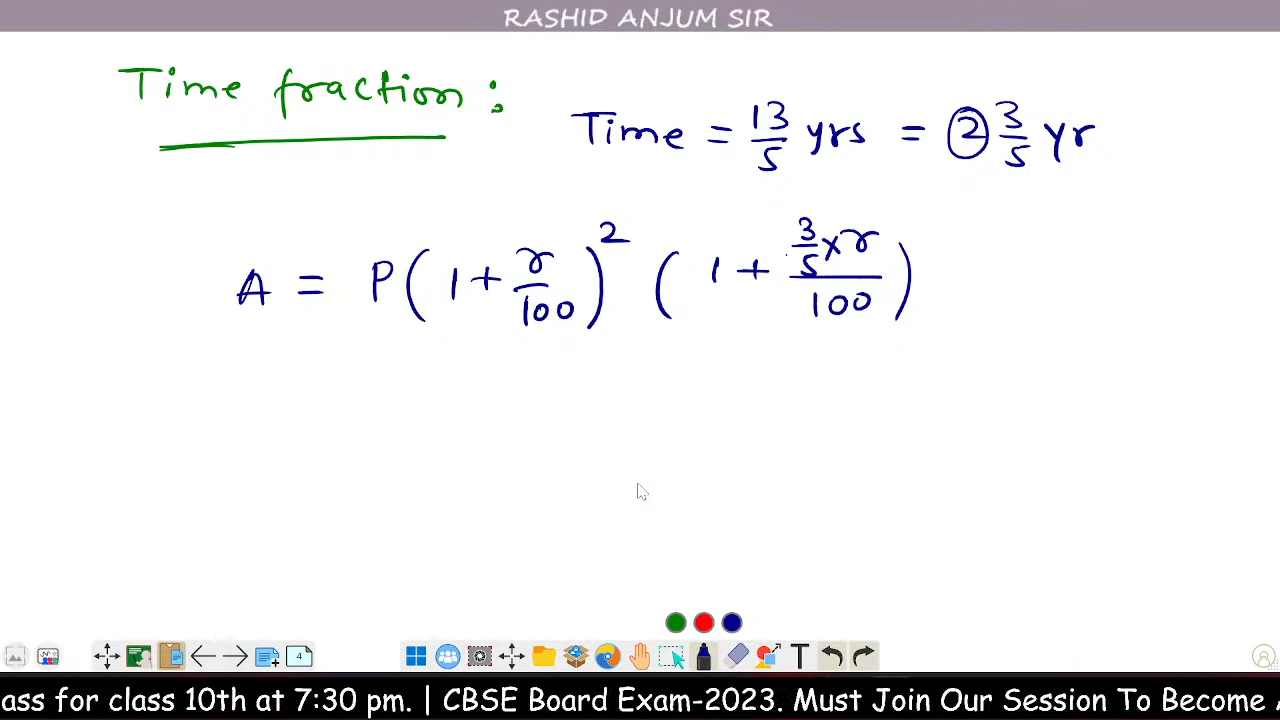 RASHID ANJUM SIR
Time fraction :
Time = 13/5 yrs = 2 3/5 yr
A = P(1 + r/100)² (1 + 3/5 × r/100)
4
ass for class 10th at 7:30 pm. | CBSE Board Exam-2023. Must Join Our Session To Become